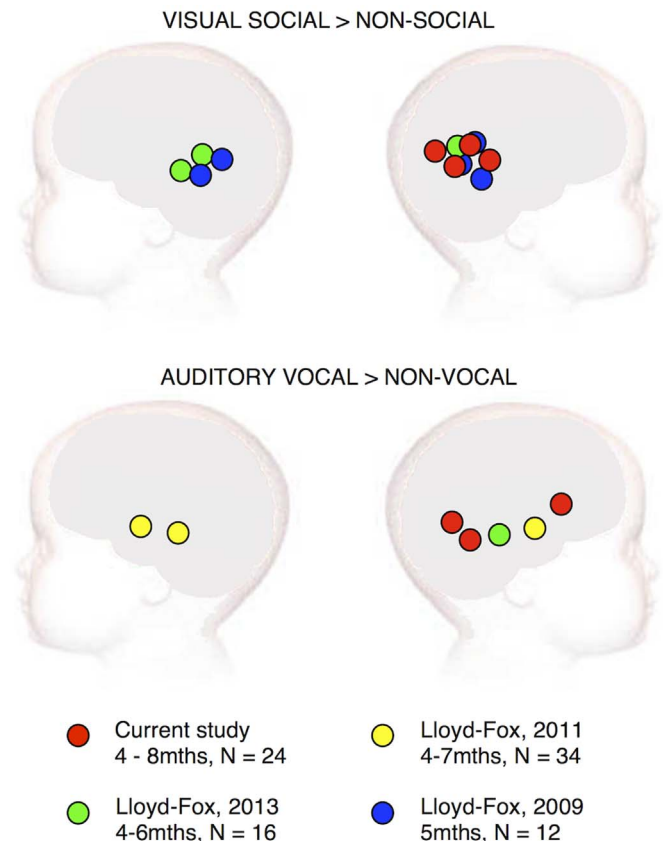 VISUAL SOCIAL > NON-SOCIAL
AUDITORY VOCAL > NON-VOCAL
Current study
4 - 8mths, N = 24
Lloyd-Fox, 2011
4-7mths, N = 34
Lloyd-Fox, 2013
4-6mths, N = 16
Lloyd-Fox, 2009
5mths, N = 12